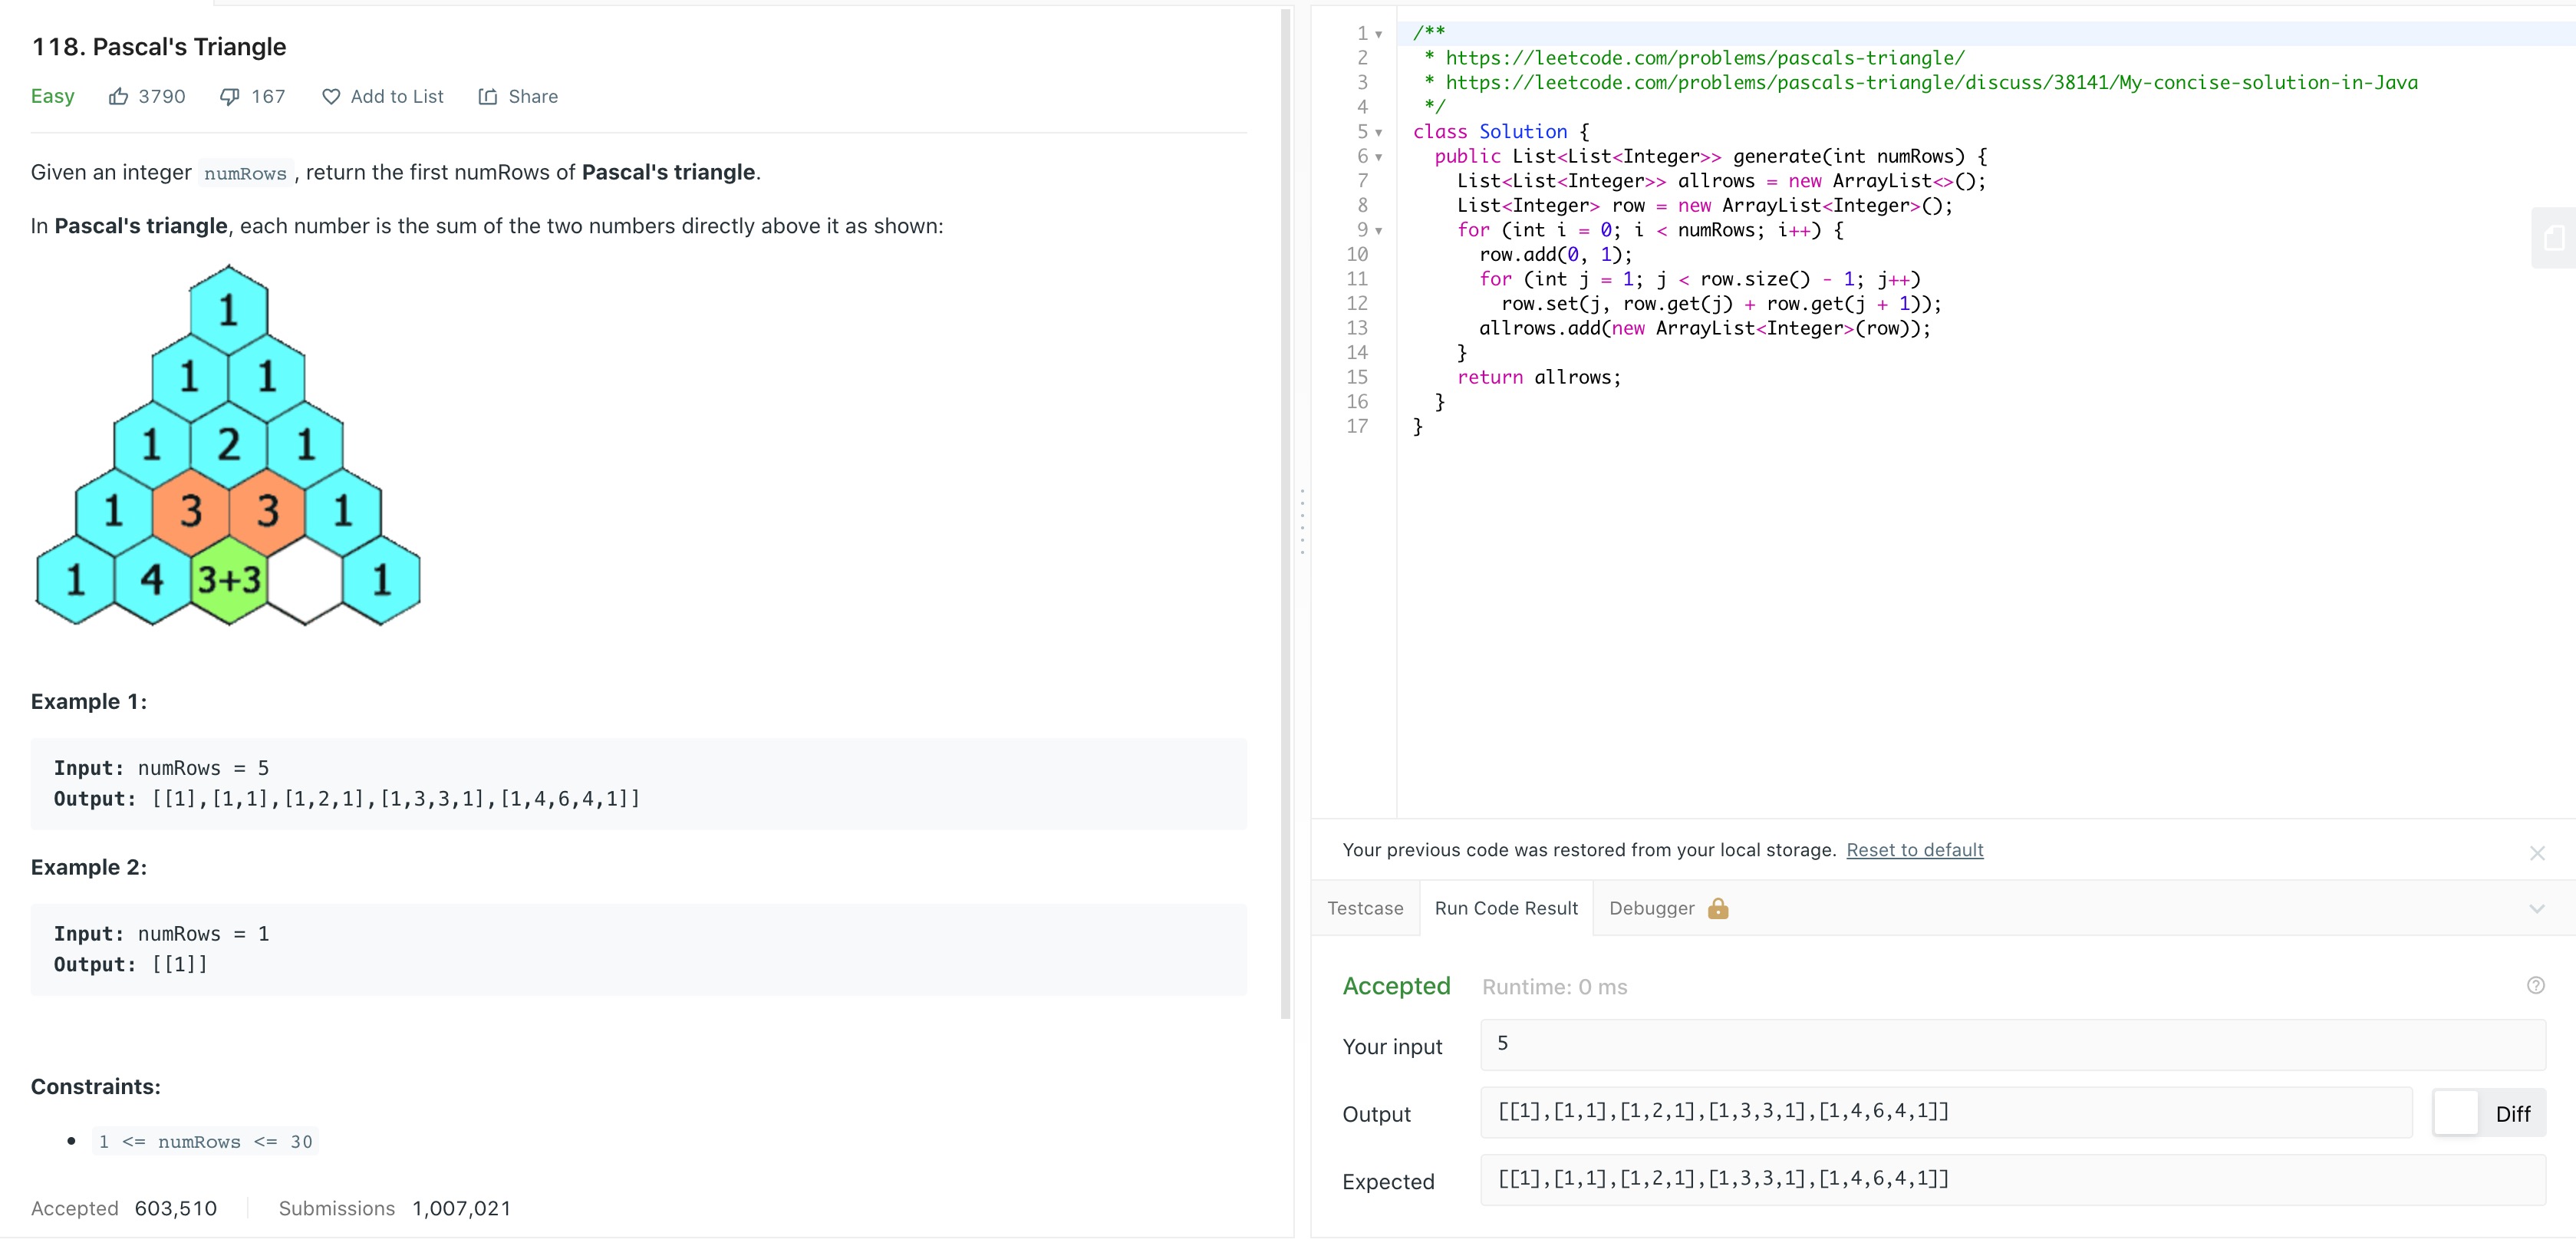 118. Pascal's Triangle
Easy 3790 167 Add to List Share
Given an integer numRows , return the first numRows of Pascal's triangle.
In Pascal's triangle, each number is the sum of the two numbers directly above it as shown:
1
1 1
1 2 1
1 3 3 1
1 4 3+3 1
Example 1:
Input: numRows = 5
Output: [[1],[1,1],[1,2,1],[1,3,3,1],[1,4,6,4,1]]
Example 2:
Input: numRows = 1
Output: [[1]]
Constraints:
• 1 <= numRows <= 30
Accepted 603,510 Submissions 1,007,021
1 /**
2 * https://leetcode.com/problems/pascals-triangle/
3 * https://leetcode.com/problems/pascals-triangle/discuss/38141/My-concise-solution-in-Java
4 */
5 class Solution {
6 public List<List<Integer>> generate(int numRows) {
7 List<List<Integer>> allrows = new ArrayList<>();
8 List<Integer> row = new ArrayList<Integer>();
9 for (int i = 0; i < numRows; i++) {
10 row.add(0, 1);
11 for (int j = 1; j < row.size() - 1; j++)
12 row.set(j, row.get(j) + row.get(j + 1));
13 allrows.add(new ArrayList<Integer>(row));
14 }
15 return allrows;
16 }
17 }
Your previous code was restored from your local storage. Reset to default
Testcase Run Code Result Debugger
Accepted Runtime: 0 ms
Your input 5
Output [[1],[1,1],[1,2,1],[1,3,3,1],[1,4,6,4,1]] Diff
Expected [[1],[1,1],[1,2,1],[1,3,3,1],[1,4,6,4,1]]